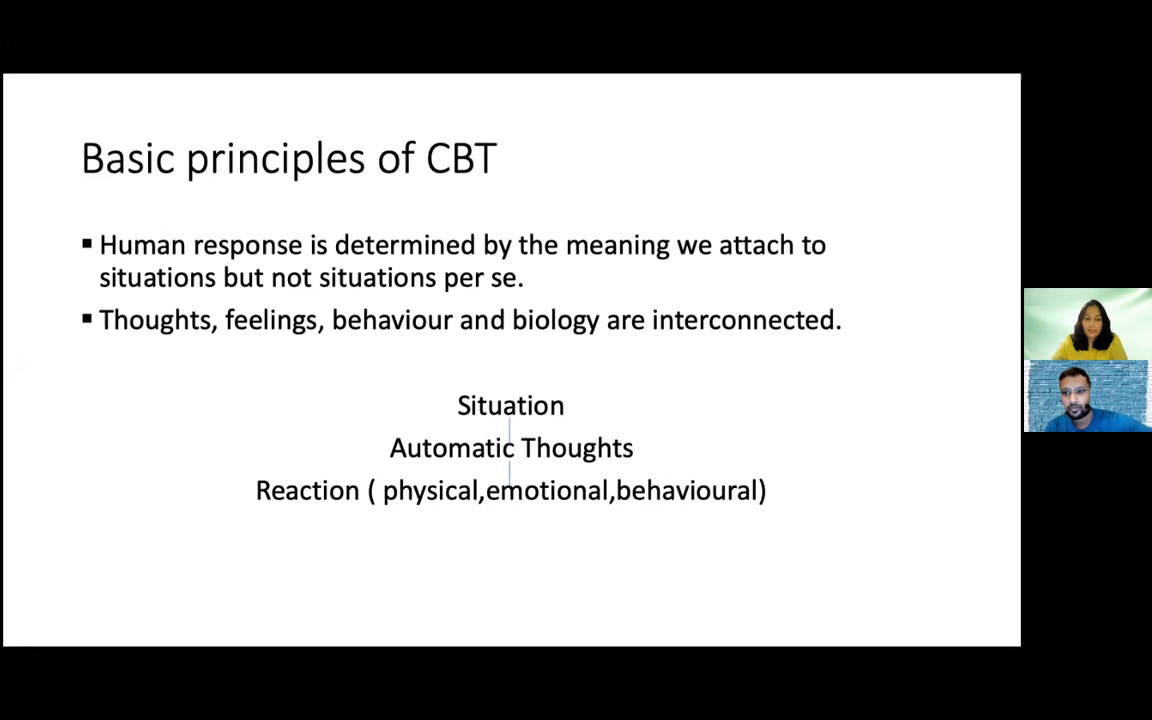 Basic principles of CBT
▪ Human response is determined by the meaning we attach to
situations but not situations per se.
▪ Thoughts, feelings, behaviour and biology are interconnected.
Situation
Automatic Thoughts
Reaction ( physical,emotional,behavioural)